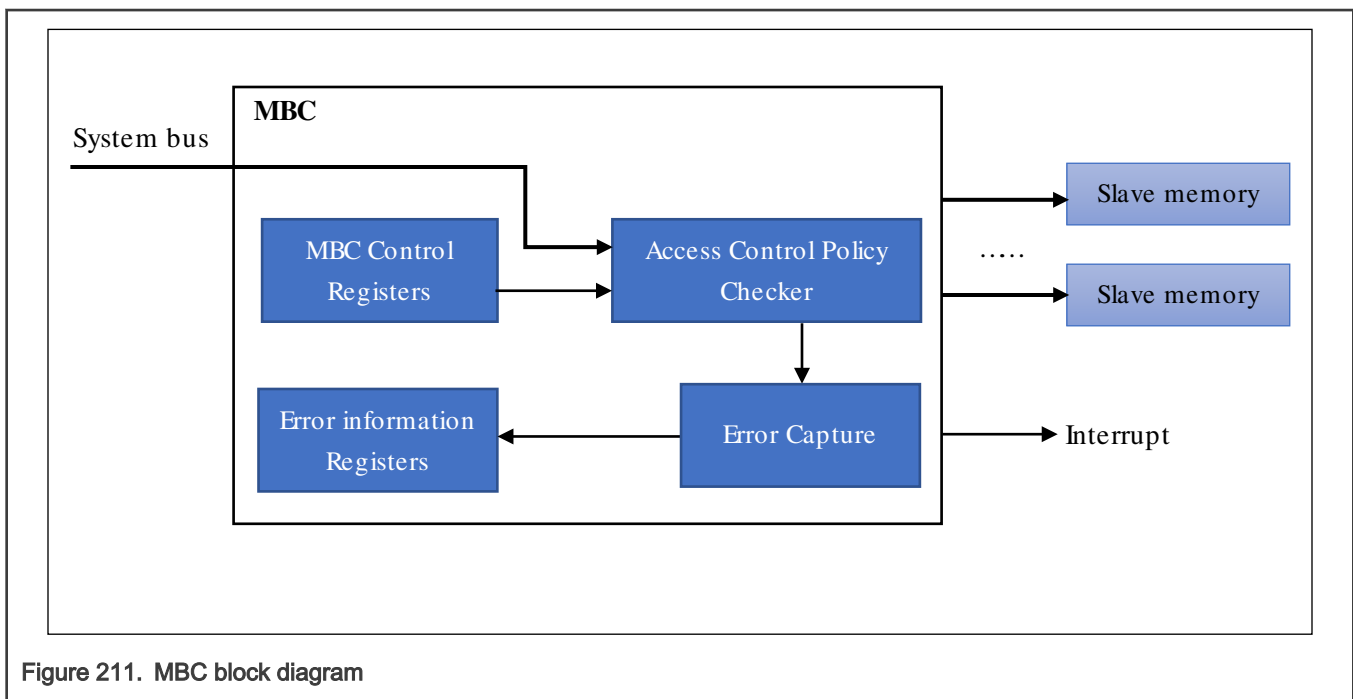 MBC
System bus
MBC Control
Registers
Access Control Policy
Checker
Slave memory
.....
Slave memory
Error information
Registers
Error Capture
Interrupt
Figure 211. MBC block diagram